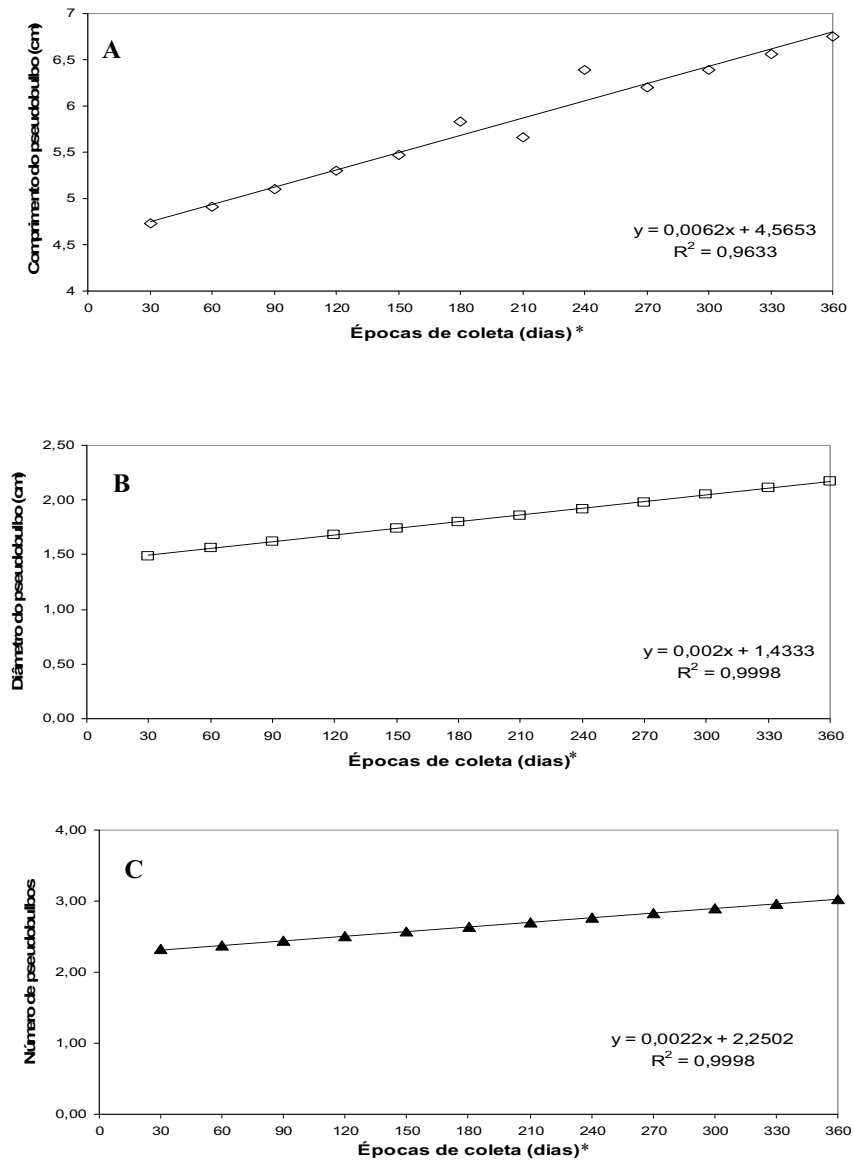 A
Comprimento do pseudobulbo (cm)
7
6,5
6
5,5
5
4,5
4
0 30 60 90 120 150 180 210 240 270 300 330 360
y = 0,0062x + 4,5653
R² = 0,9633
Épocas de coleta (dias)*
B
Diâmetro do pseudobulbo (cm)
2,50
2,00
1,50
1,00
0,50
0,00
0 30 60 90 120 150 180 210 240 270 300 330 360
y = 0,002x + 1,4333
R² = 0,9998
Épocas de coleta (dias)*
C
Número de pseudobulbos
4,00
3,00
2,00
1,00
0,00
0 30 60 90 120 150 180 210 240 270 300 330 360
y = 0,0022x + 2,2502
R² = 0,9998
Épocas de coleta (dias)*